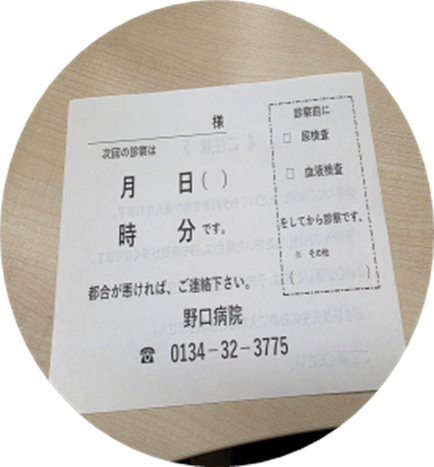 様
次回の診察は
月 日( )
時 分です。
都合が悪ければ、ご連絡下さい。
野口病院
☎ 0134-32-3775
診察前に
□ 尿検査
□ 血液検査
をしてから診察です。
※ その他
( )